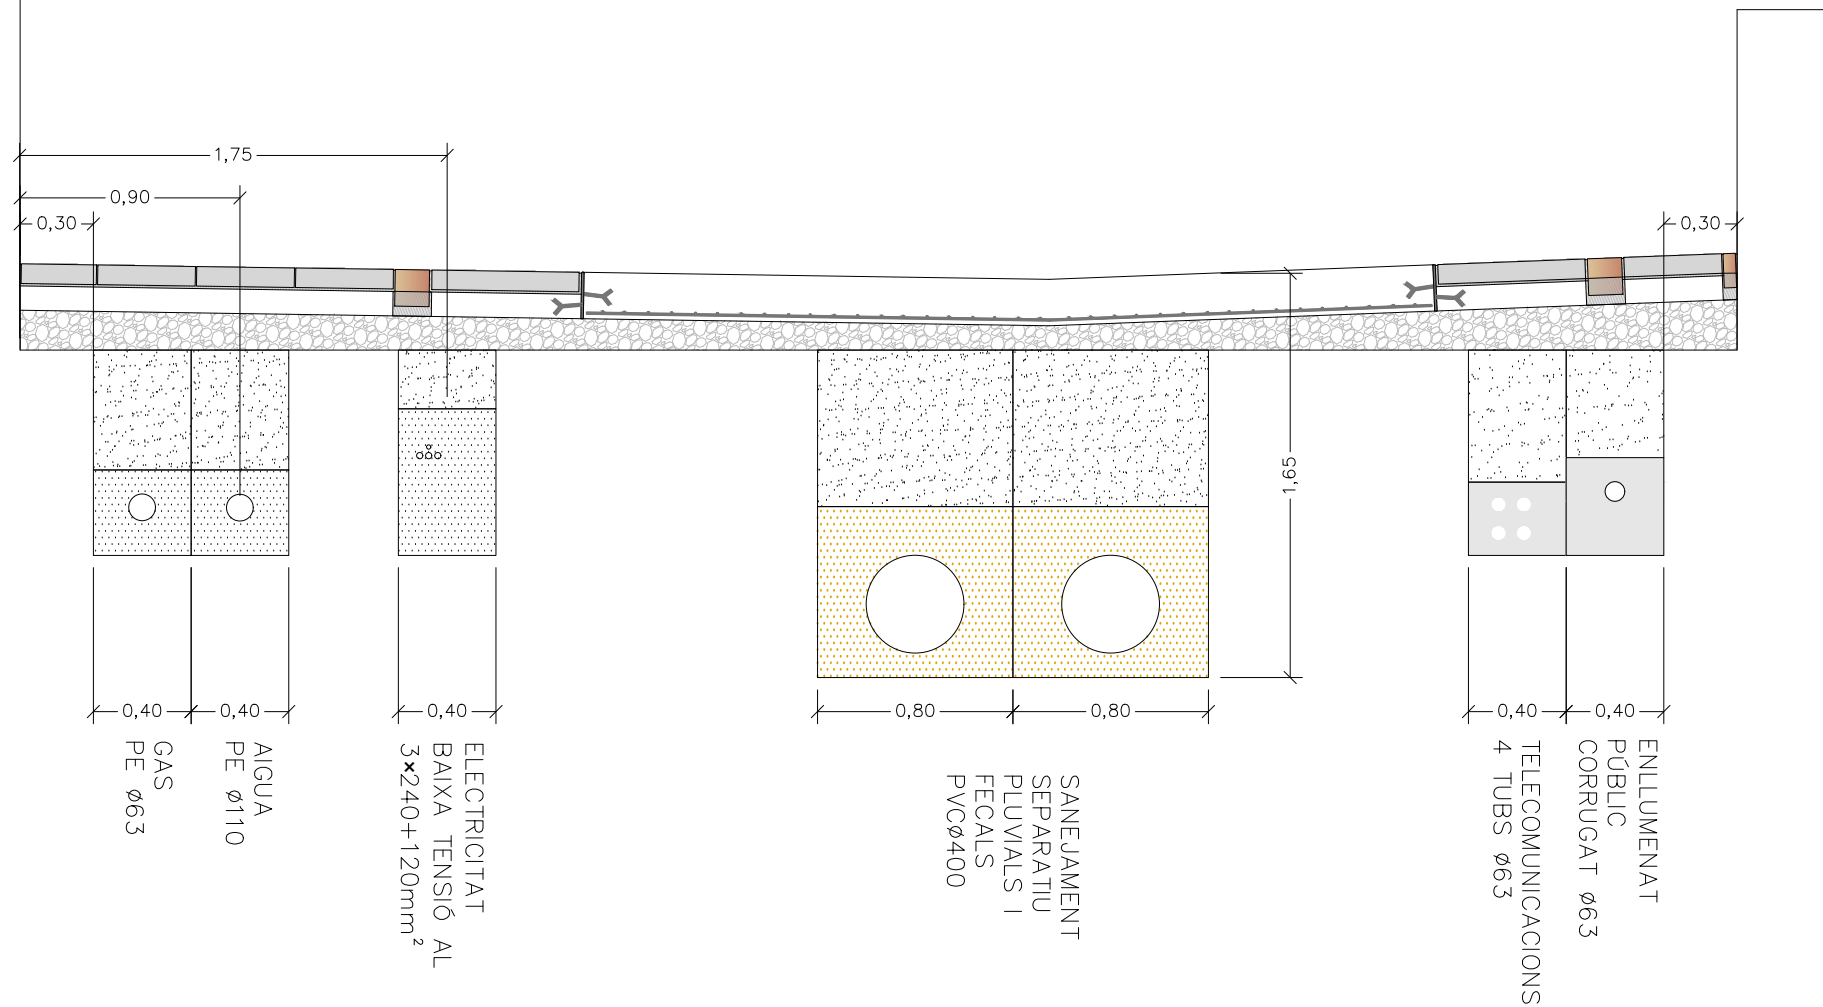 1,75
0,90
0,30
0,30
1,65
0,40
0,40
0,40
0,80
0,80
0,40
0,40
GAS
PE Ø63
AIGUA
PE Ø110
ELECTRICITAT
BAIXA TENSIÓ AL
3×240+120mm²
SANEJAMENT
SEPARATIU
PLUVIALS I
FECALS
PVCØ400
TELECOMUNICACIONS
4 TUBS Ø63
ENLLUMENAT
PÚBLIC
CORRUGAT Ø63